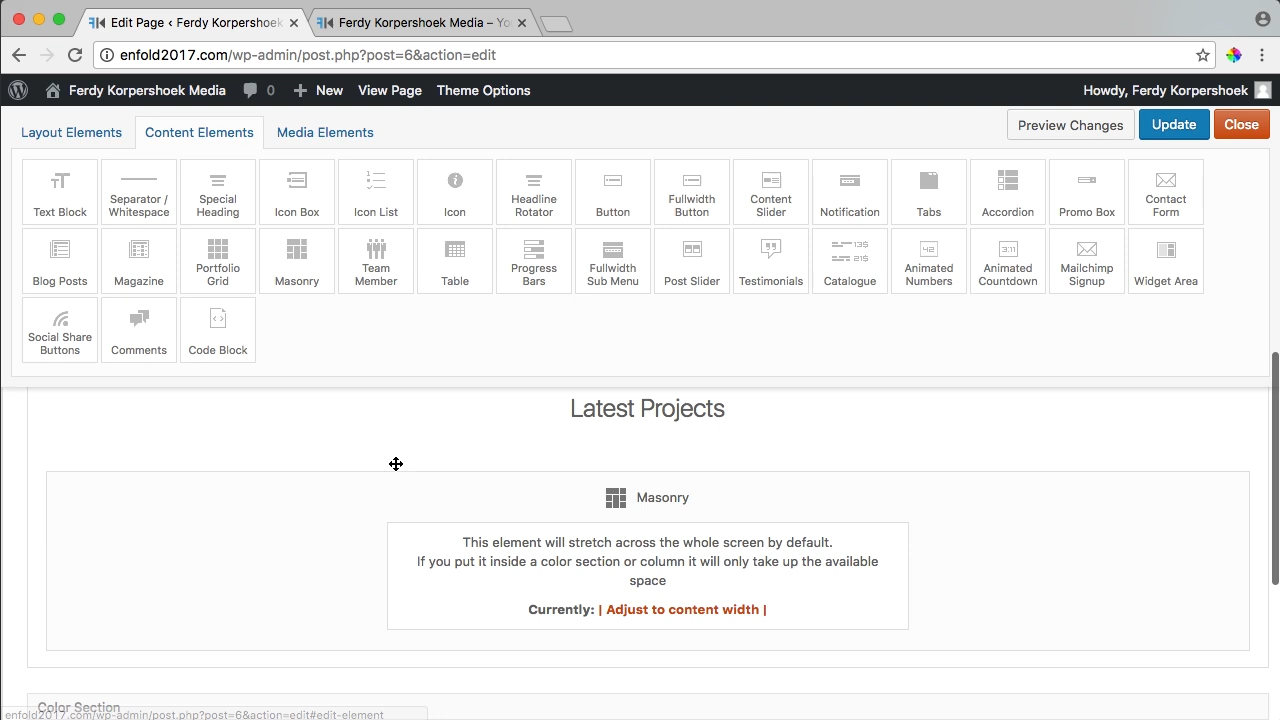 Edit Page ‹ Ferdy Korpershoek
Ferdy Korpershoek Media – Yo
enfold2017.com/wp-admin/post.php?post=6&action=edit
Ferdy Korpershoek Media 0 New View Page Theme Options Howdy, Ferdy Korpershoek
Layout Elements Content Elements Media Elements Preview Changes Update Close
Text Block
Separator / Whitespace
Special Heading
Icon Box
Icon List
Icon
Headline Rotator
Button
Fullwidth Button
Content Slider
Notification
Tabs
Accordion
Promo Box
Contact Form
Blog Posts
Magazine
Portfolio Grid
Masonry
Team Member
Table
Progress Bars
Fullwidth Sub Menu
Post Slider
Testimonials
13$
21$
Catalogue
42
Animated Numbers
3:11
Animated Countdown
Mailchimp Signup
Widget Area
Social Share Buttons
Comments
Code Block
Latest Projects
Masonry
This element will stretch across the whole screen by default.
If you put it inside a color section or column it will only take up the available
space
Currently: | Adjust to content width |
Color Section
enfold2017.com/wp-admin/post.php?post=6&action=edit#edit-element